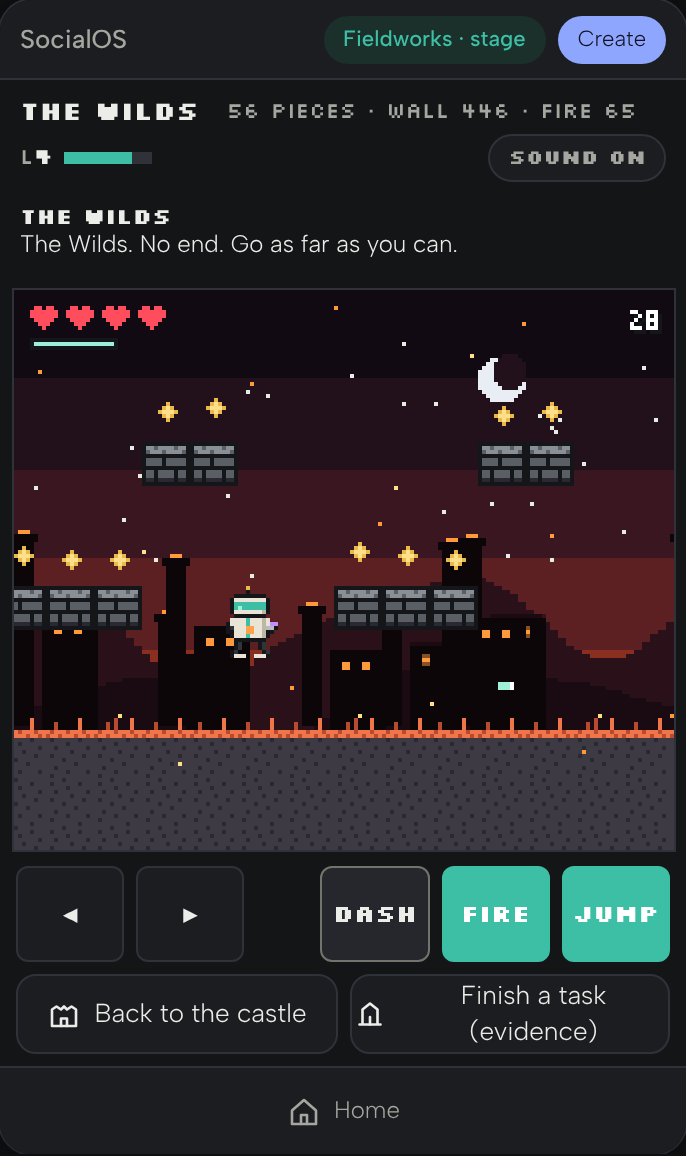 SocialOS
Fieldworks · stage
Create
THE WILDS
56 PIECES · WALL 446 · FIRE 65
SOUND ON
THE WILDS
The Wilds. No end. Go as far as you can.
28
◄
►
DASH
FIRE
JUMP
Back to the castle
Finish a task
(evidence)
Home